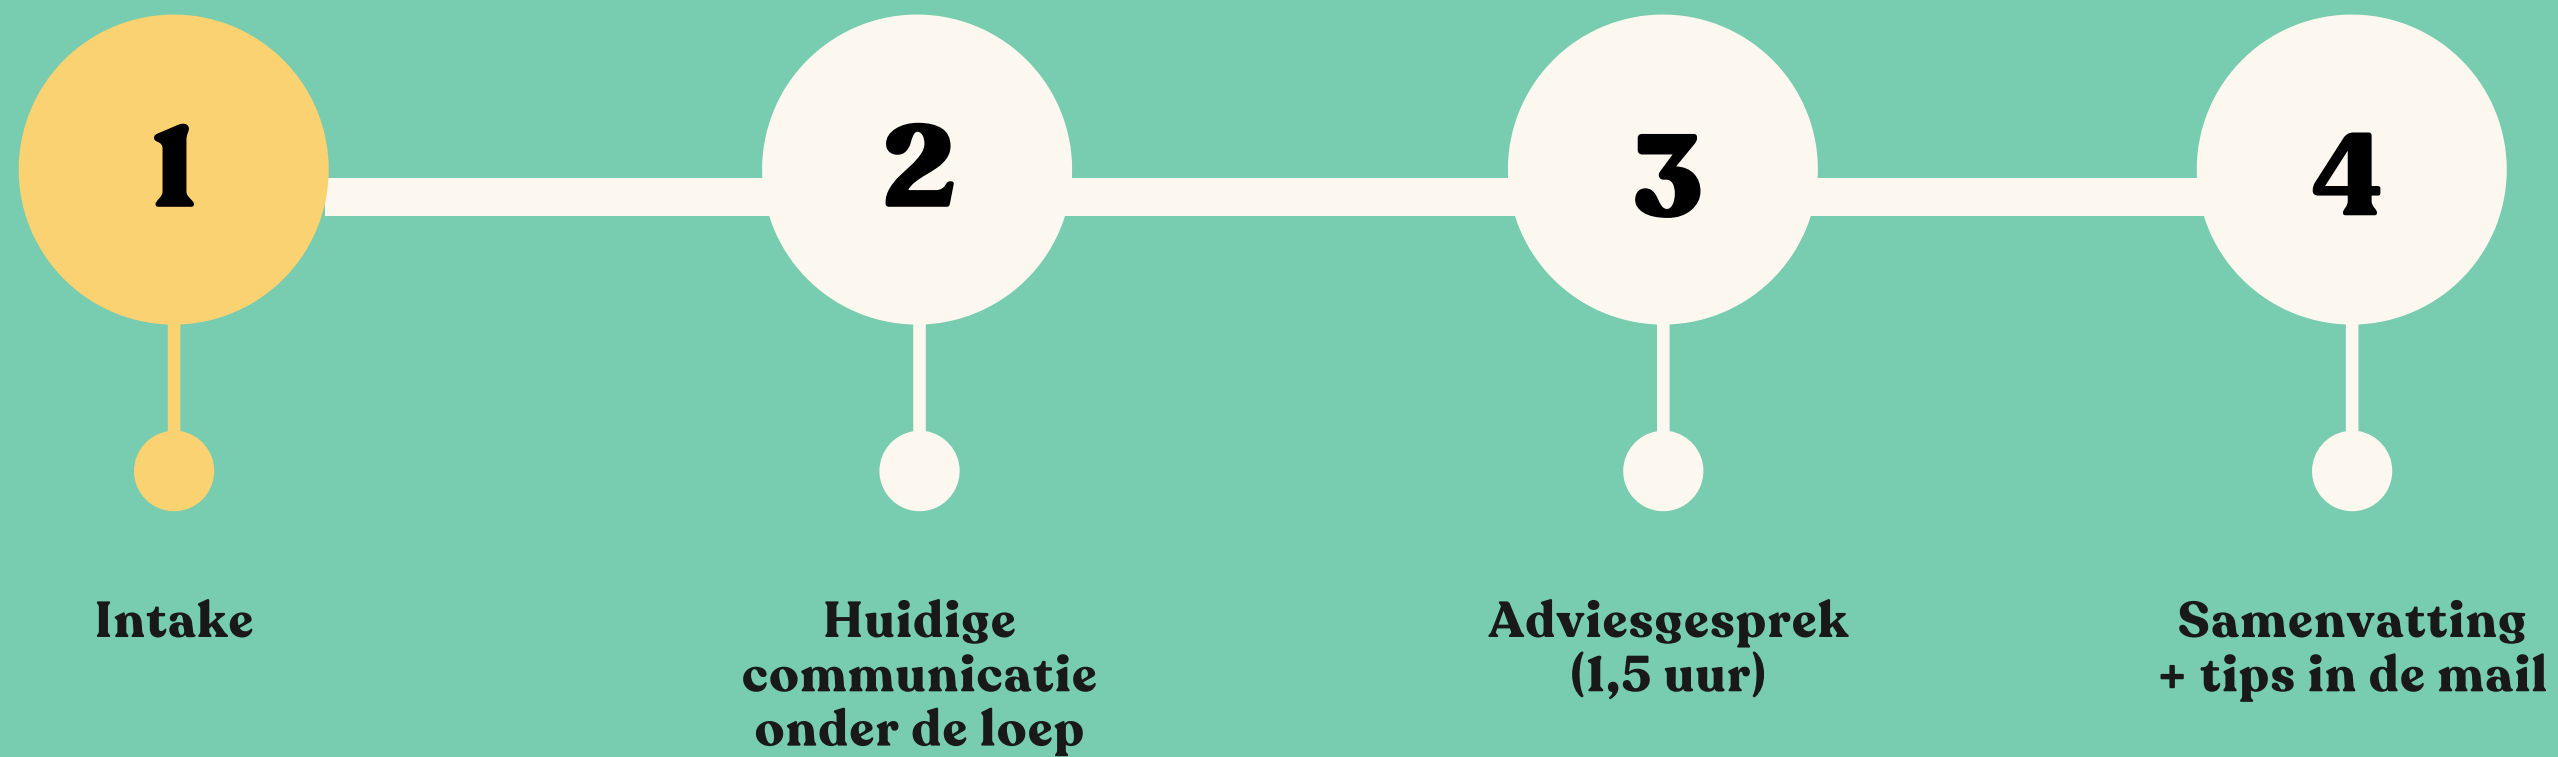 1
2
3
4
Intake
Huidige
communicatie
onder de loep
Adviesgesprek
(1,5 uur)
Samenvatting
+ tips in de mail